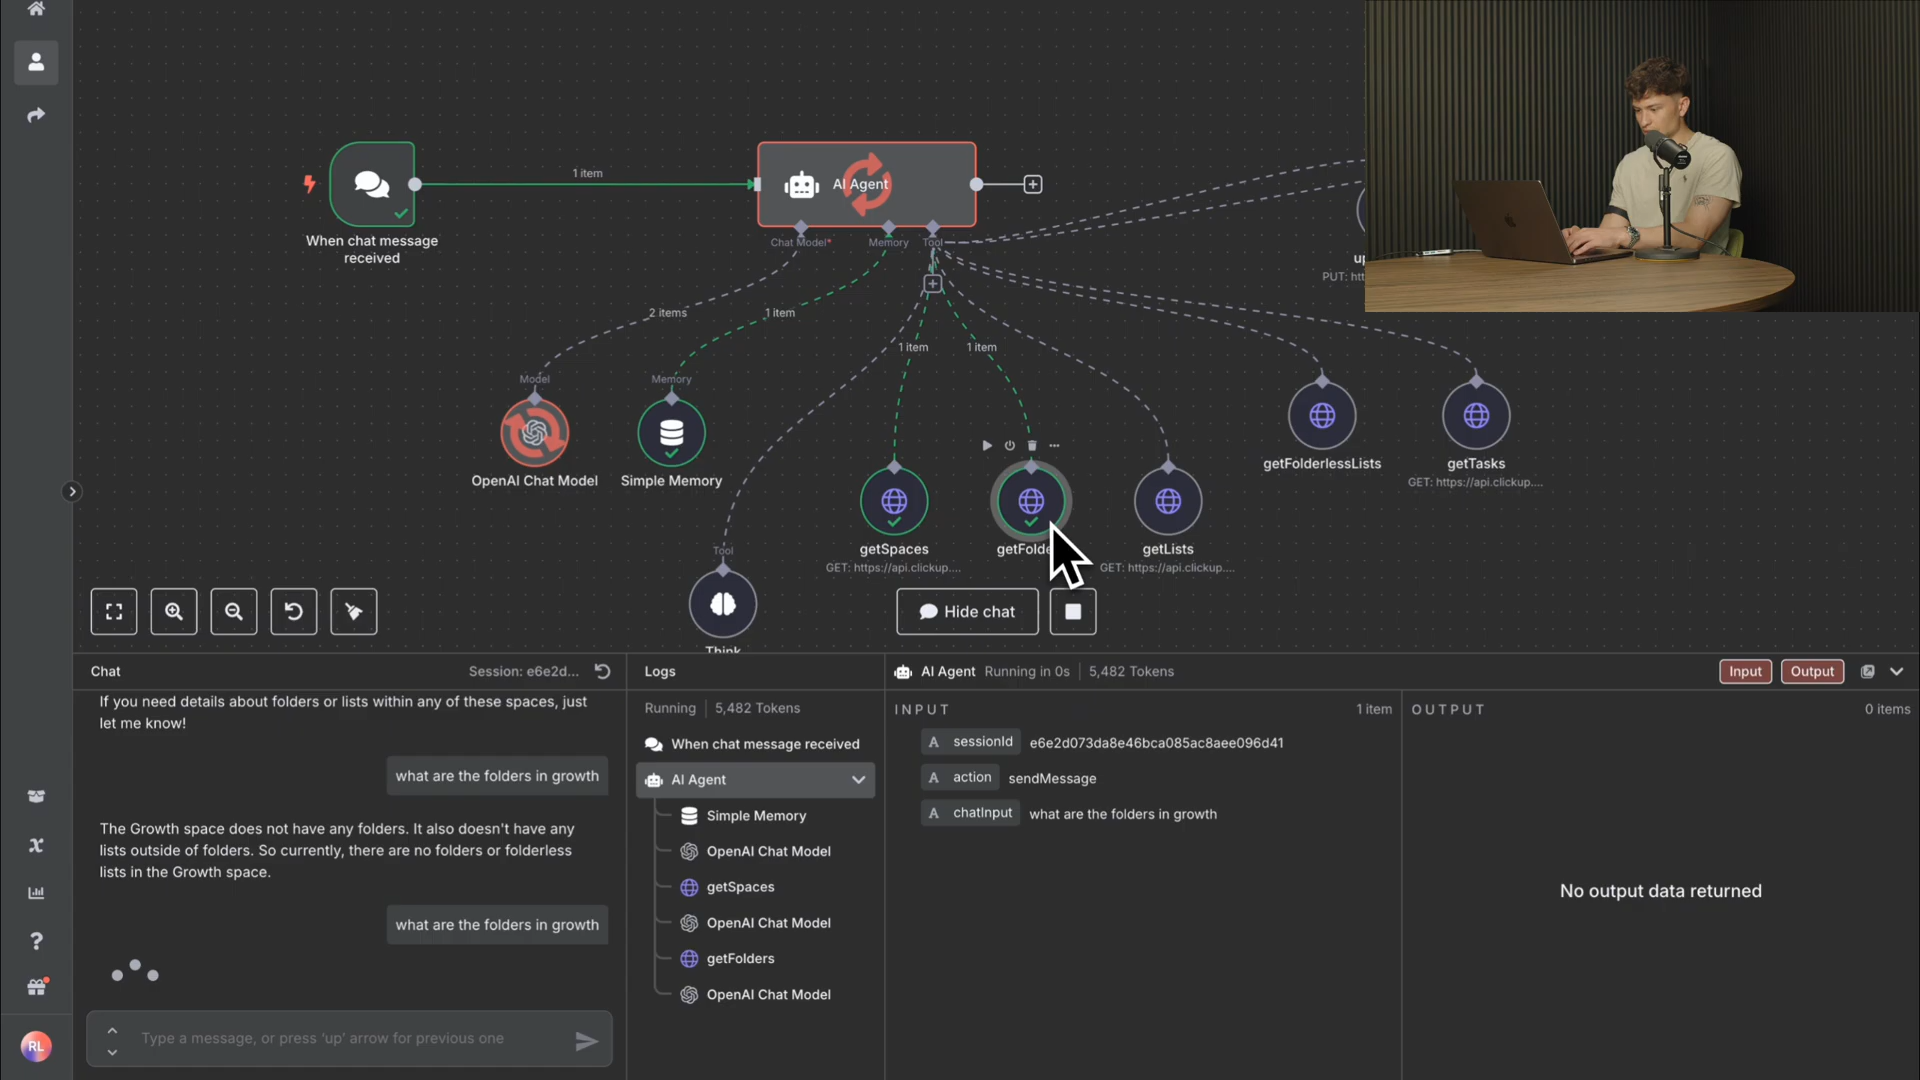 1 item
AI Agent
When chat message
received
Chat Model*
Memory
Tool
PUT:
2 items
1 item
1 item
1 item
Model
Memory
OpenAI Chat Model
Simple Memory
getFolderlessLists
getTasks
GET: https://api.clickup....
getSpaces
getLists
GET: https://api.clickup....
GET: https://api.clickup....
Tool
Think
Hide chat
Chat
Session: e6e2d...
If you need details about folders or lists within any of these spaces, just
let me know!
what are the folders in growth
The Growth space does not have any folders. It also doesn't have any
lists outside of folders. So currently, there are no folders or folderless
lists in the Growth space.
what are the folders in growth
Type a message, or press 'up' arrow for previous one
RL
Logs
Running
5,482 Tokens
When chat message received
AI Agent
Simple Memory
OpenAI Chat Model
getSpaces
OpenAI Chat Model
getFolders
OpenAI Chat Model
AI Agent
Running in 0s
5,482 Tokens
Input
Output
INPUT
1 item
A sessionId e6e2d073da8e46bca085ac8aee096d41
A action sendMessage
A chatInput what are the folders in growth
OUTPUT
0 items
No output data returned